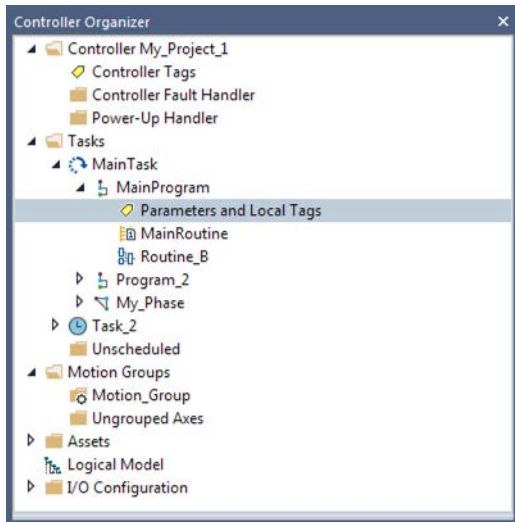 Controller Organizer
Controller My_Project_1
Controller Tags
Controller Fault Handler
Power-Up Handler
Tasks
MainTask
MainProgram
Parameters and Local Tags
MainRoutine
Routine_B
Program_2
My_Phase
Task_2
Unscheduled
Motion Groups
Motion_Group
Ungrouped Axes
Assets
Logical Model
I/O Configuration